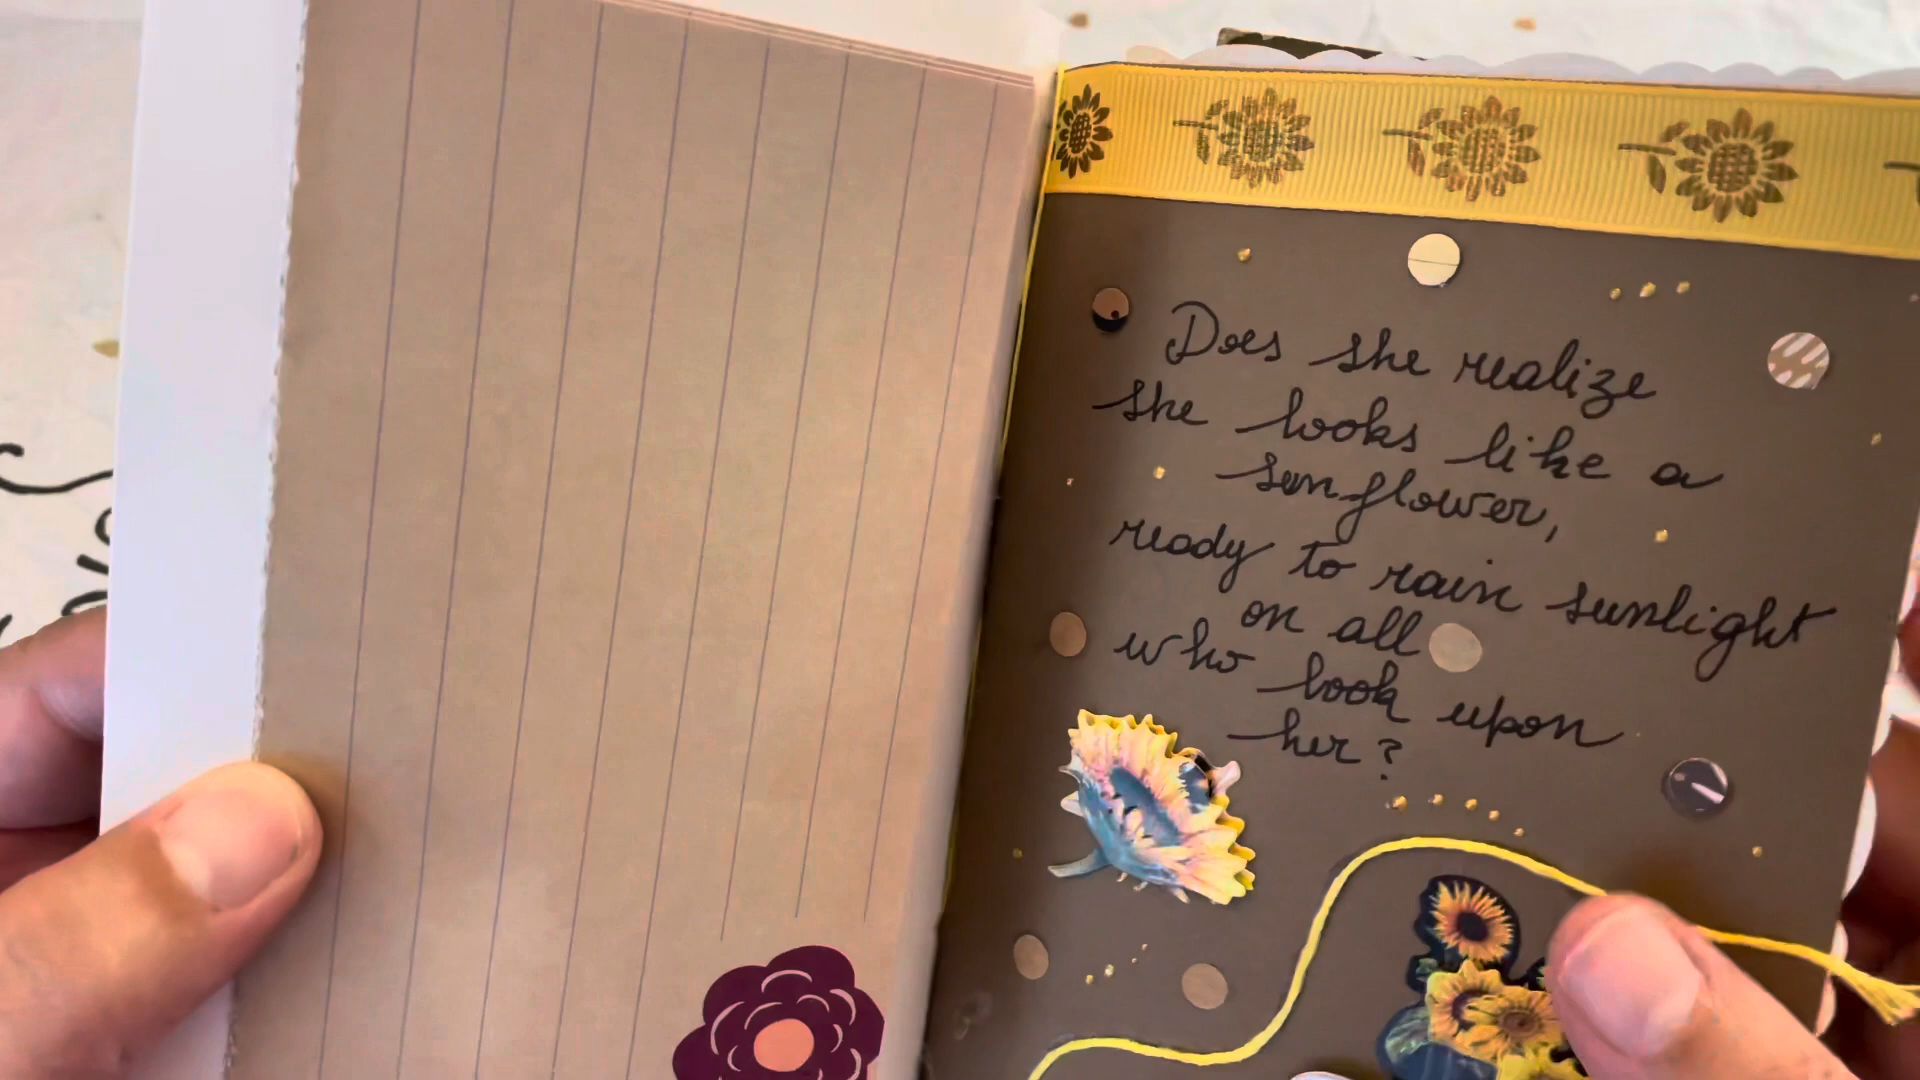 Does she realize
she looks like a
sunflower,
ready to rain sunlight
on all
who look upon
her?